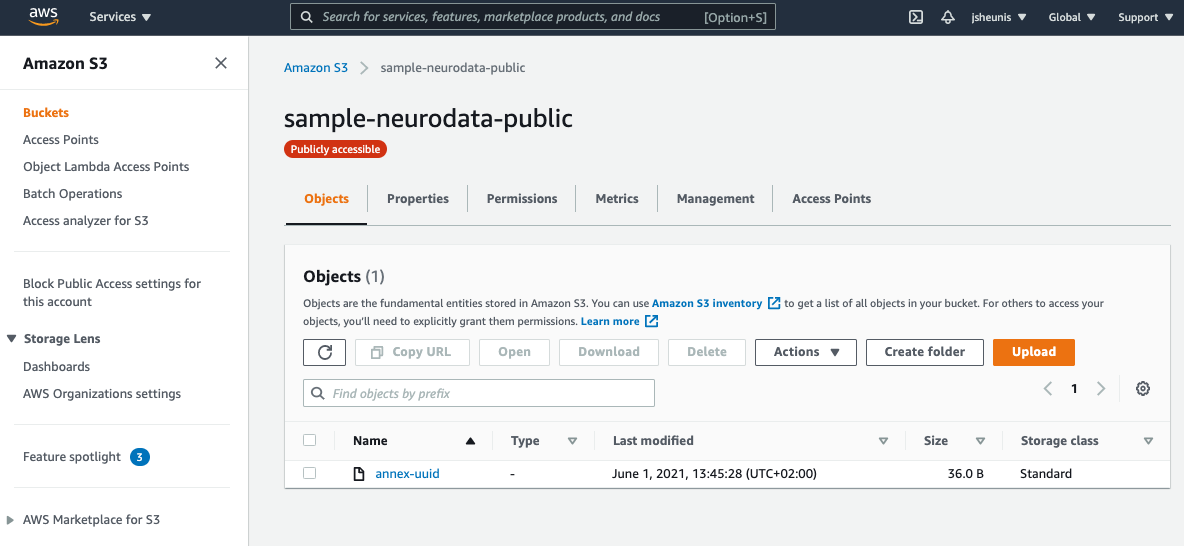 aws
Services
Search for services, features, marketplace products, and docs
[Option+S]
jsheunis
Global
Support
Amazon S3
Buckets
Access Points
Object Lambda Access Points
Batch Operations
Access analyzer for S3
Block Public Access settings for
this account
Storage Lens
Dashboards
AWS Organizations settings
Feature spotlight 3
AWS Marketplace for S3
Amazon S3 > sample-neurodata-public
sample-neurodata-public
Publicly accessible
Objects Properties Permissions Metrics Management Access Points
Objects (1)
Objects are the fundamental entities stored in Amazon S3. You can use Amazon S3 inventory to get a list of all objects in your bucket. For others to access your
objects, you'll need to explicitly grant them permissions. Learn more
Copy URL Open Download Delete Actions Create folder Upload
Find objects by prefix
1
Name Type Last modified Size Storage class
annex-uuid - June 1, 2021, 13:45:28 (UTC+02:00) 36.0 B Standard